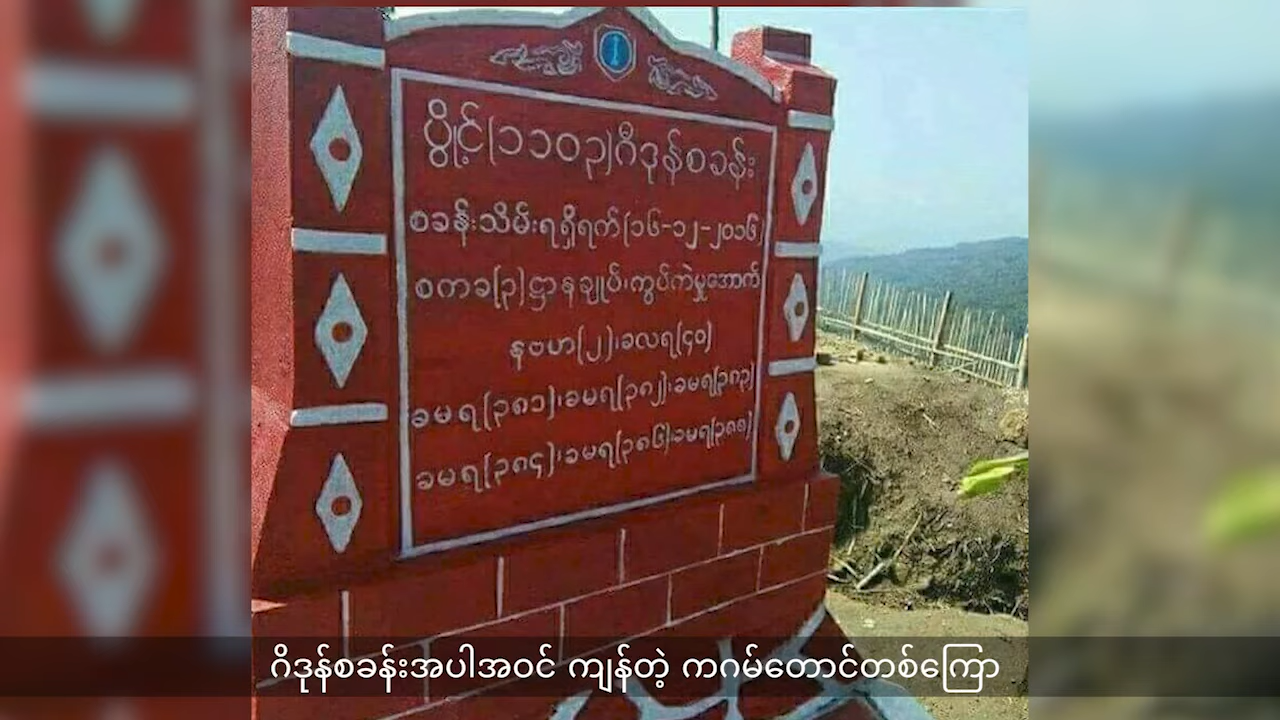 ပွိုင့်(၁၁၀၃)ဂီဒုန်စခန်း
စခန်းသိမ်းရရှိရက်(၁၆-၁၂-၂၀၁၆)
စကခ(၃)ဌာနချုပ်၊ကွပ်ကဲမှုအောက်
နဗဟ(၂)၊ခလရ(၄၀)
ခမရ(၃၈၁)၊ခမရ(၃၈၂)၊ခမရ(၃၈၃)
ခမရ(၃၈၄)၊ခမရ(၃၈၆)၊ခမရ(၃၈၈)
ဂိဒုန်စခန်းအပါအဝင် ကျန်တဲ့ ကဂမ်တောင်တစ်ကြော